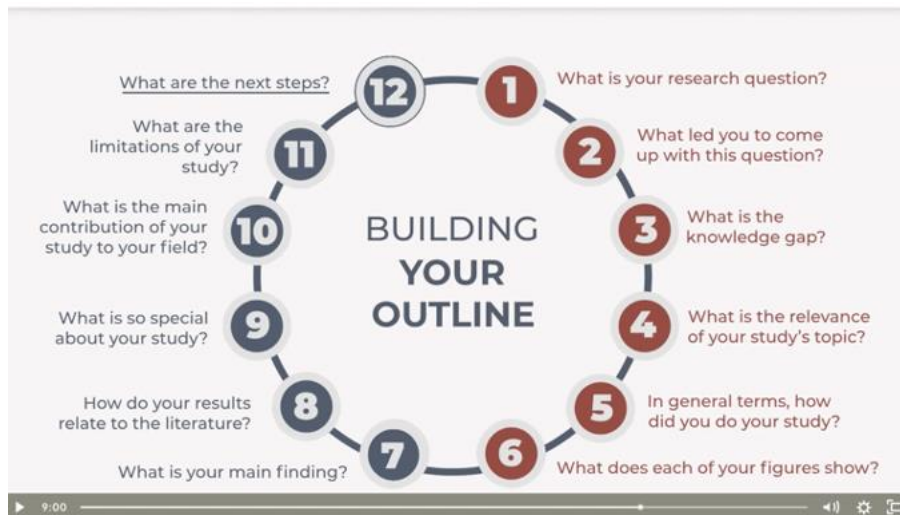 1
What is your research question?
2
What led you to come
up with this question?
3
What is the
knowledge gap?
4
What is the relevance
of your study's topic?
5
In general terms, how
did you do your study?
6
What does each of your figures show?
7
What is your main finding?
8
How do your results
relate to the literature?
9
What is so special
about your study?
10
What is the main
contribution of your
study to your field?
11
What are the
limitations of your
study?
12
What are the next steps?
BUILDING
YOUR
OUTLINE
9:00